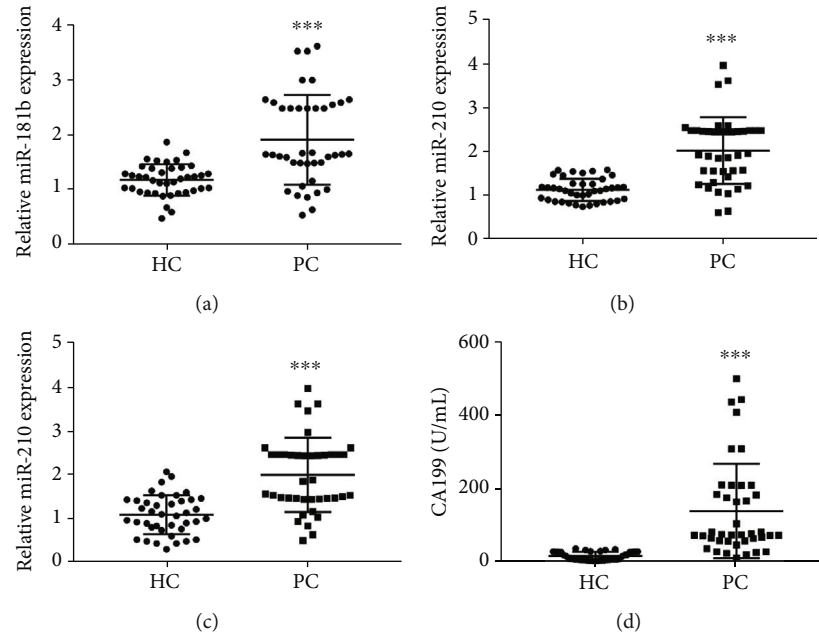 ***
Relative miR-181b expression
4
3
2
1
0
HC
PC
(a)
***
Relative miR-210 expression
5
4
3
2
1
0
HC
PC
(b)
***
Relative miR-210 expression
5
4
3
2
1
0
HC
PC
(c)
***
CA199 (U/mL)
600
400
200
0
HC
PC
(d)